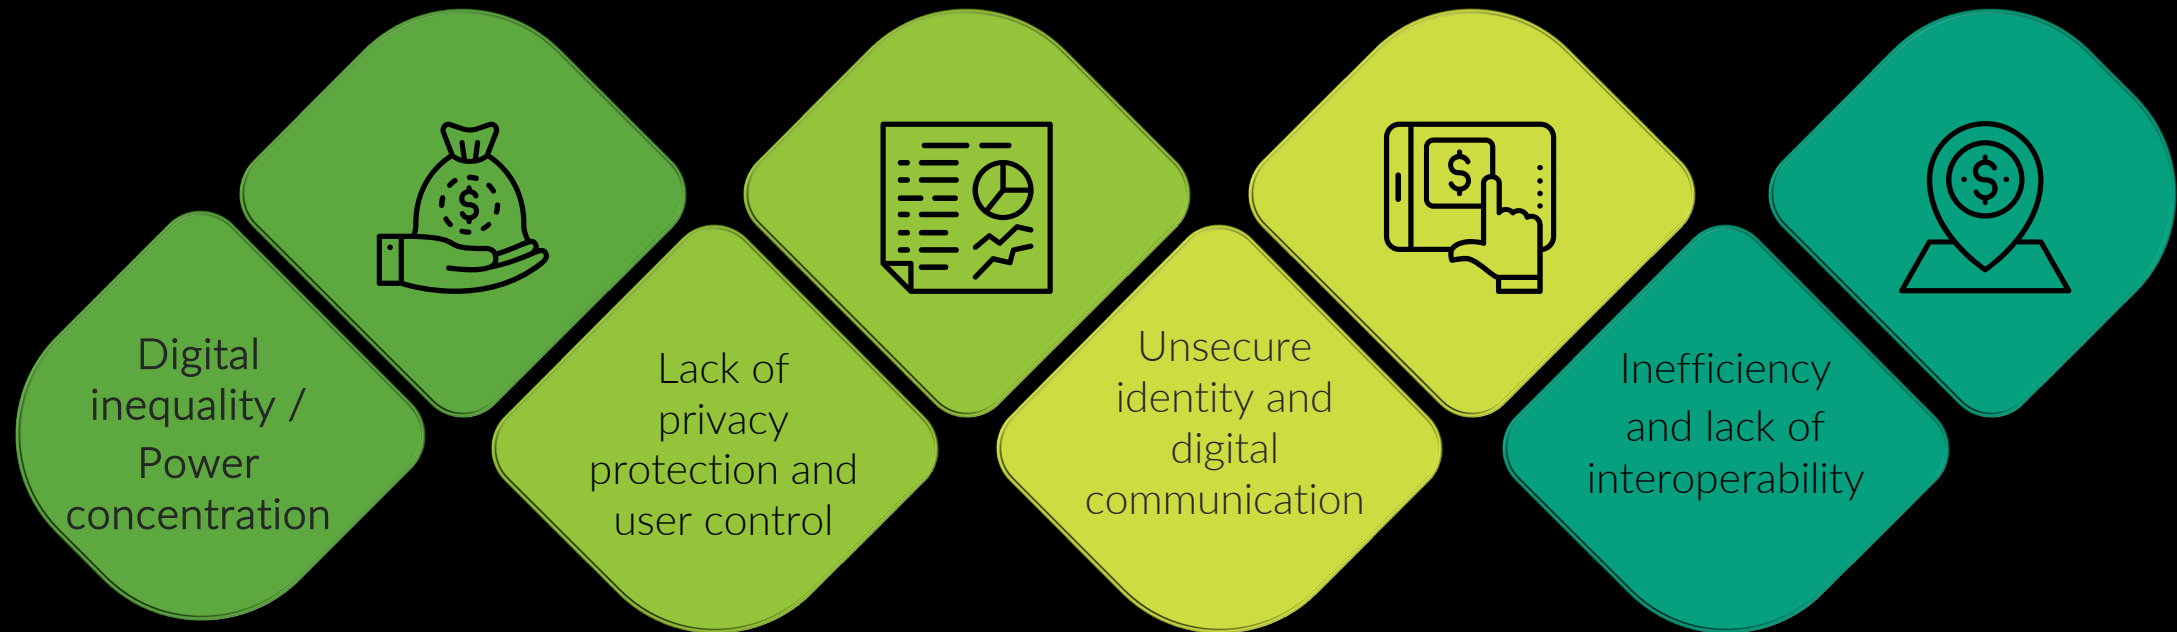 Digital
inequality /
Power
concentration
Lack of
privacy
protection and
user control
Unsecure
identity and
digital
communication
Inefficiency
and lack of
interoperability
$
$
$